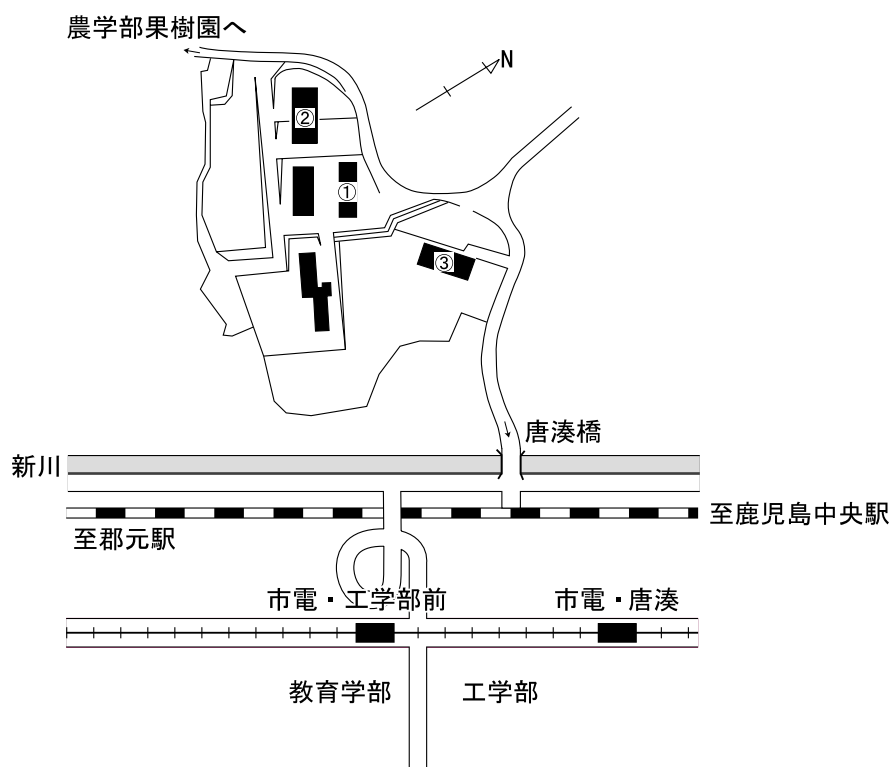 農学部果樹園へ
N
②
①
③
唐湊橋
新川
至鹿児島中央駅
至郡元駅
市電・工学部前
市電・唐湊
教育学部
工学部